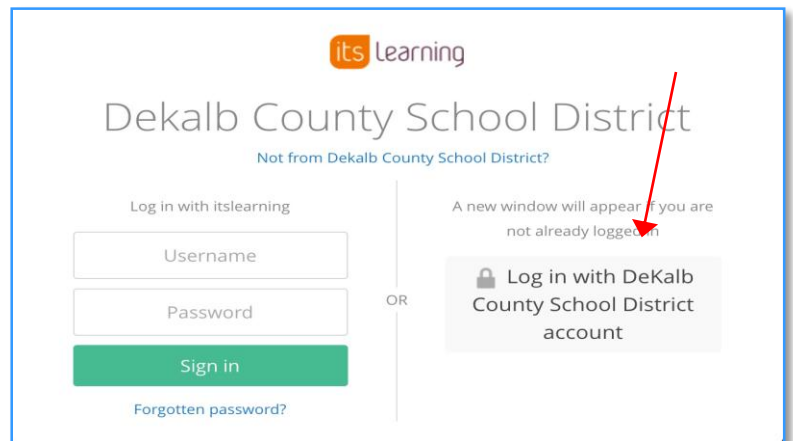 its learning
Dekalb County School District
Not from Dekalb County School District?
Log in with itslearning
Username
Password
Sign in
Forgotten password?
OR
A new window will appear if you are
not already logged in
Log in with DeKalb
County School District
account